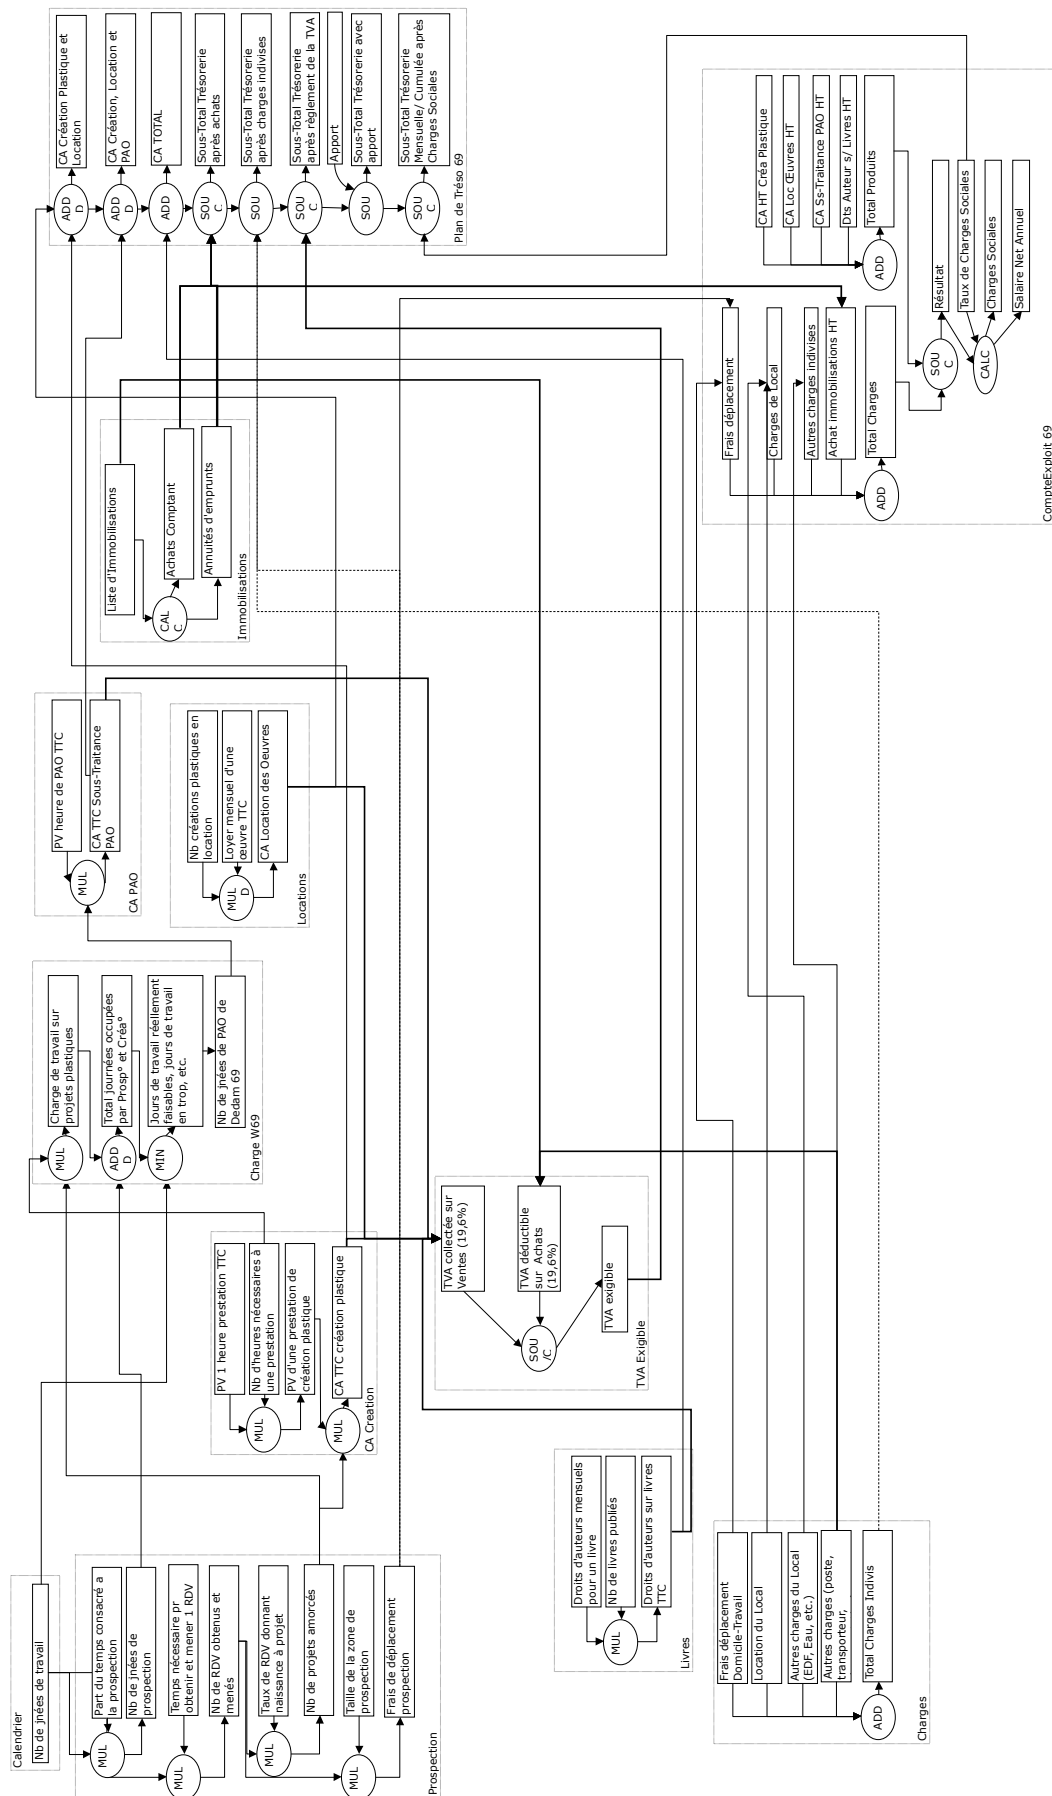 Calendrier
Nb de jnées de travail
Part du temps consacré a
la prospection
Nb de jnées de
prospection
MUL
Temps nécessaire pr
obtenir et mener 1 RDV
MUL
Nb de RDV obtenus et
menés
Taux de RDV donnant
naissance à projet
MUL
Nb de projets amorcés
Taille de la zone de
prospection
MUL
Frais de déplacement
prospection
Prospection
PV 1 heure prestation TTC
Nb d'heures nécessaires à
une prestation
MUL
PV d'une prestation de
création plastique
MUL
CA TTC création plastique
CA Creation
MUL
Charge de travail sur
projets plastiques
ADD
D
Total journées occupées
par Prosp° et Créa°
MIN
Jours de travail réellement
faisables, jours de travail
en trop, etc.
Nb de jnées de PAO de
Dedam 69
Charge W69
PV heure de PAO TTC
MUL
CA TTC Sous-Traitance
PAO
CA PAO
Nb créations plastiques en
location
Loyer mensuel d'une
œuvre TTC
MUL
D
CA Location des Oeuvres
Locations
Liste d'Immobilisations
CAL
C
Achats Comptant
Annuités d'emprunts
Immobilisations
ADD
D
CA Création Plastique et
Location
ADD
D
CA Création, Location et
PAO
ADD
CA TOTAL
SOU
C
Sous-Total Trésorerie
après achats
SOU
Sous-Total Trésorerie
après charges indivises
SOU
C
Sous-Total Trésorerie
après règlement de la TVA
Apport
SOU
Sous-Total Trésorerie avec
apport
SOU
C
Sous-Total Trésorerie
Mensuelle/ Cumulée après
Charges Sociales
Plan de Tréso 69
Droits d'auteurs mensuels
pour un livre
Nb de livres publiés
MUL
Droits d'auteurs sur livres
TTC
Livres
TVA collectée sur
Ventes (19,6%)
TVA déductible
sur Achats
(19,6%)
SOU
/C
TVA exigible
TVA Exigible
Frais déplacement
Domicile-Travail
Location du Local
Autres charges du Local
(EDF, Eau, etc.)
Autres charges (poste,
transporteur,
ADD
Total Charges Indivis
Charges
Frais déplacement
Charges de Local
Autres charges indivises
Achat immobilisations HT
ADD
Total Charges
CA HT Créa Plastique
CA Loc Œuvres HT
CA Ss-Traitance PAO HT
Dts Auteur s/ Livres HT
ADD
Total Produits
SOU
C
Résultat
Taux de Charges Sociales
CALC
Charges Sociales
Salaire Net Annuel
CompteExploit 69